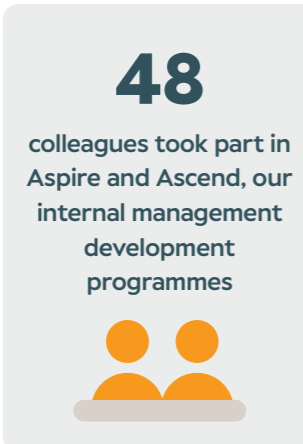 48
colleagues took part in
Aspire and Ascend, our
internal management
development
programmes